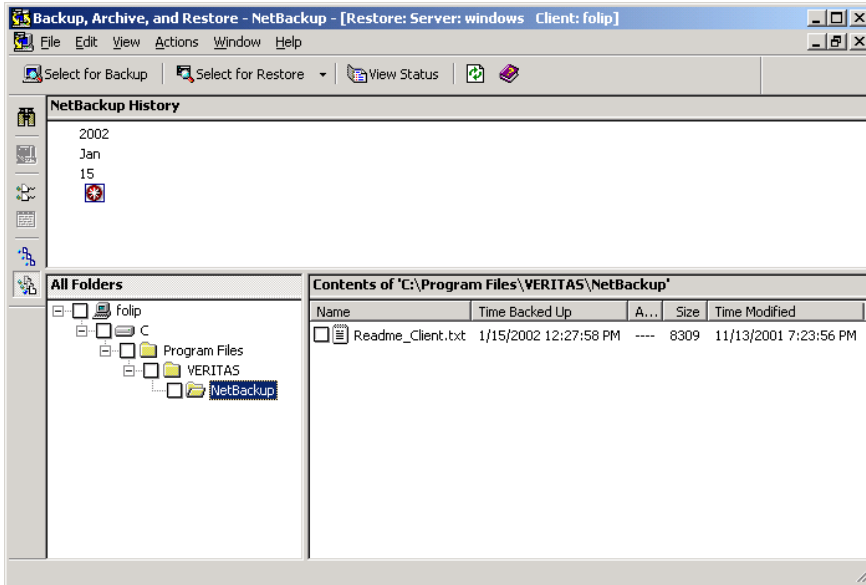 Backup, Archive, and Restore - NetBackup - [Restore: Server: windows   Client: folip]
File Edit View Actions Window Help
Select for Backup Select for Restore View Status
NetBackup History
2002
Jan
15
All Folders
folip
C
Program Files
VERITAS
NetBackup
Contents of 'C:\Program Files\VERITAS\NetBackup'
Name Time Backed Up A... Size Time Modified
Readme_Client.txt 1/15/2002 12:27:58 PM ---- 8309 11/13/2001 7:23:56 PM